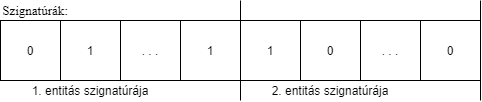 Szignatúrák:
0 1 ... 1 1 0 ... 0
1. entitás szignatúrája 2. entitás szignatúrája